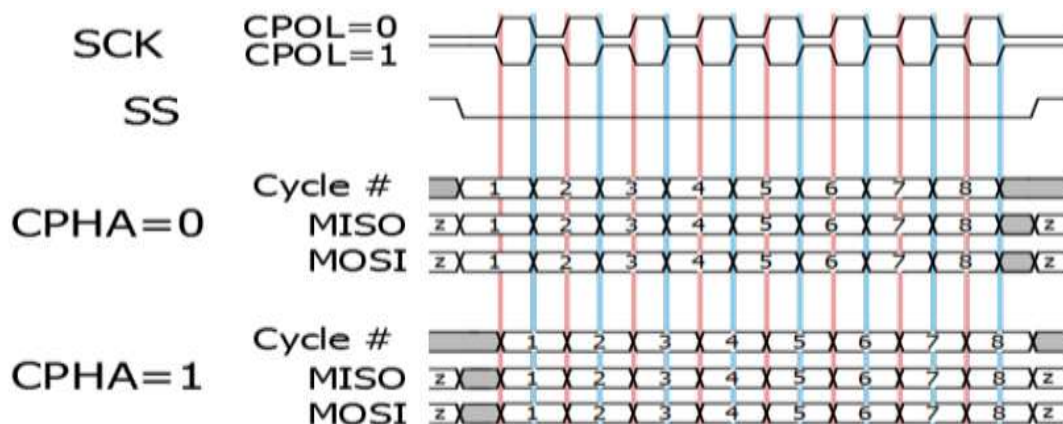 SCK CPOL=0
CPOL=1
SS
Cycle # 1 2 3 4 5 6 7 8
CPHA=0 MISO z 1 2 3 4 5 6 7 8 z
MOSI z 1 2 3 4 5 6 7 8 z
Cycle # 1 2 3 4 5 6 7 8
CPHA=1 MISO z 1 2 3 4 5 6 7 8 z
MOSI z 1 2 3 4 5 6 7 8 z